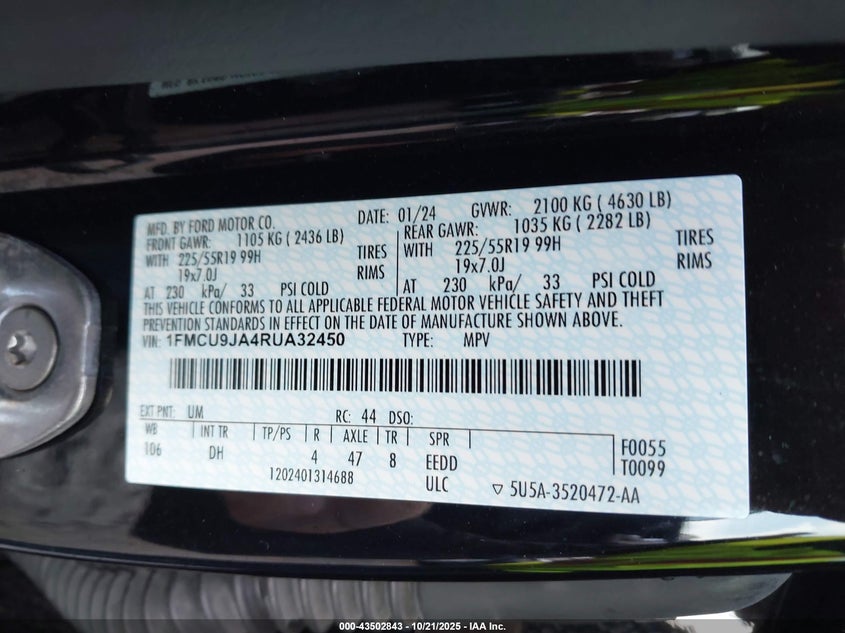 MFD. BY FORD MOTOR CO.
DATE: 01/24 GVWR: 2100 KG ( 4630 LB)
FRONT GAWR: 1105 KG ( 2436 LB)
WITH 225/55R19 99H TIRES
19x7.0J RIMS
AT 230 kPa/ 33 PSI COLD
REAR GAWR: 1035 KG ( 2282 LB)
WITH 225/55R19 99H TIRES
19x7.0J RIMS
AT 230 kPa/ 33 PSI COLD
THIS VEHICLE CONFORMS TO ALL APPLICABLE FEDERAL MOTOR VEHICLE SAFETY AND THEFT
PREVENTION STANDARDS IN EFFECT ON THE DATE OF MANUFACTURE SHOWN ABOVE.
VIN: 1FMCU9JA4RUA32450 TYPE: MPV
EXT PNT: UM RC: 44 DSO:
WB INT TR TP/PS R AXLE TR SPR
106 DH 4 47 8 EEDD
ULC
F0055
T0099
1202401314688
5U5A-3520472-AA
000-43502843 - 10/21/2025 - IAA Inc.